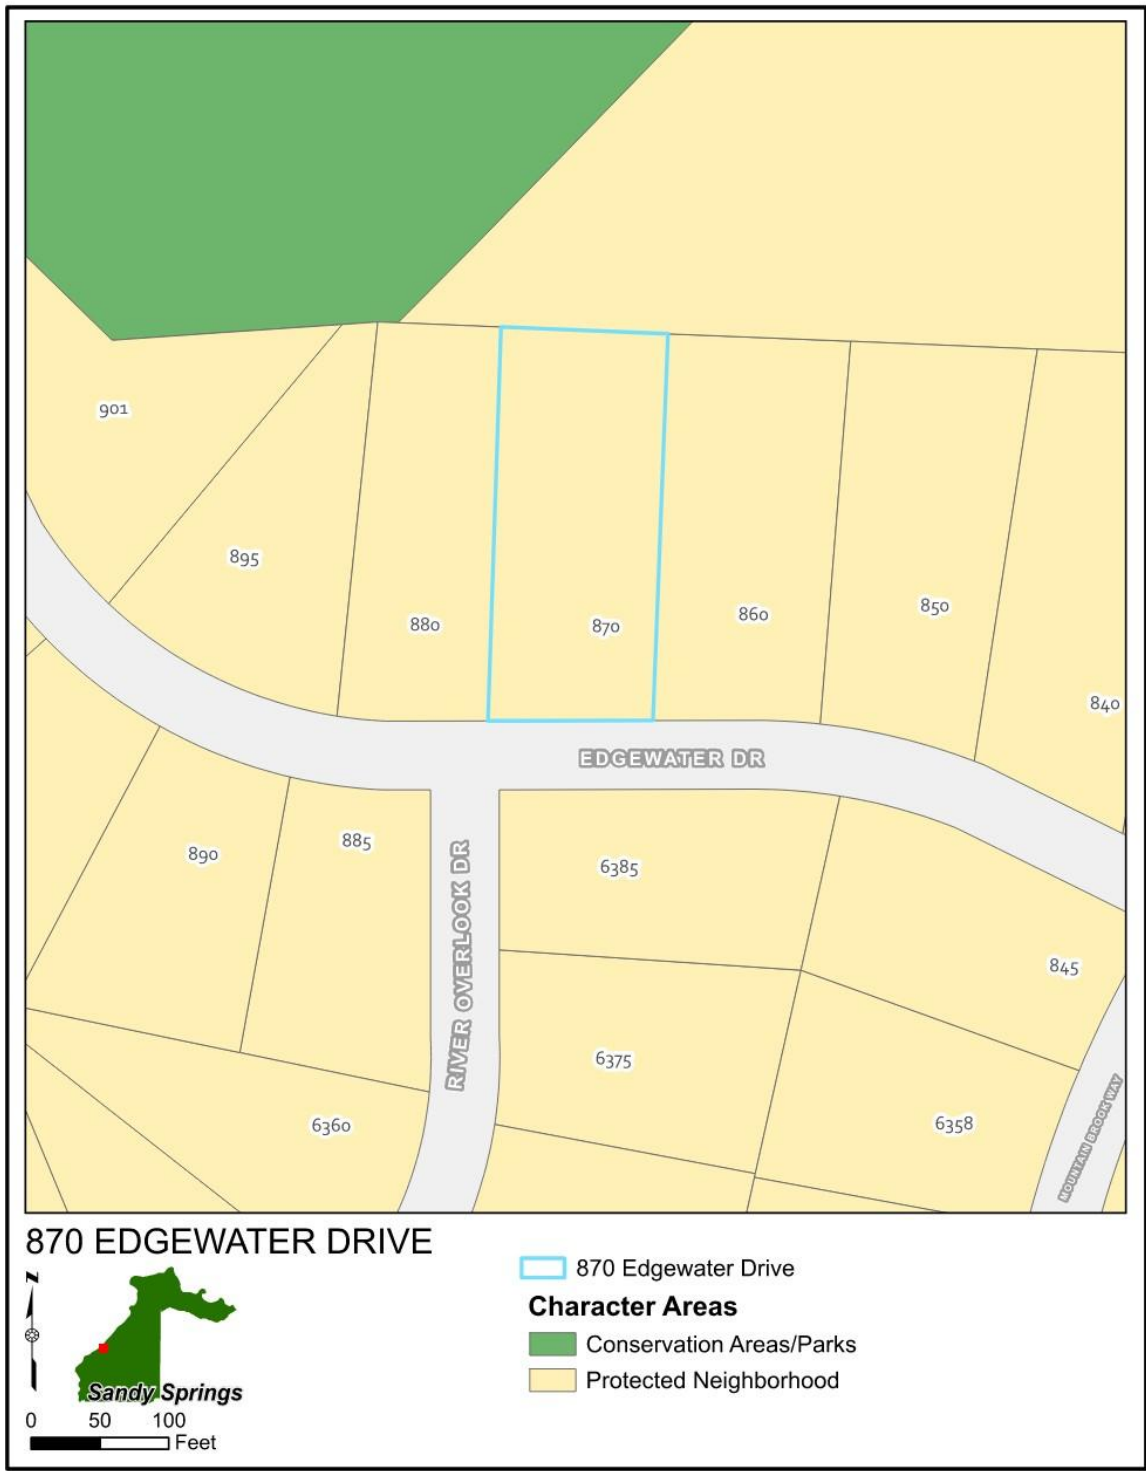 901
895
880
870
860
850
840
EDGEWATER DR
890
885
6385
RIVER OVERLOOK DR
845
6375
6360
6358
MOUNTAIN BROOK WAY
870 EDGEWATER DRIVE
N
Sandy Springs
0 50 100
Feet
870 Edgewater Drive
Character Areas
Conservation Areas/Parks
Protected Neighborhood